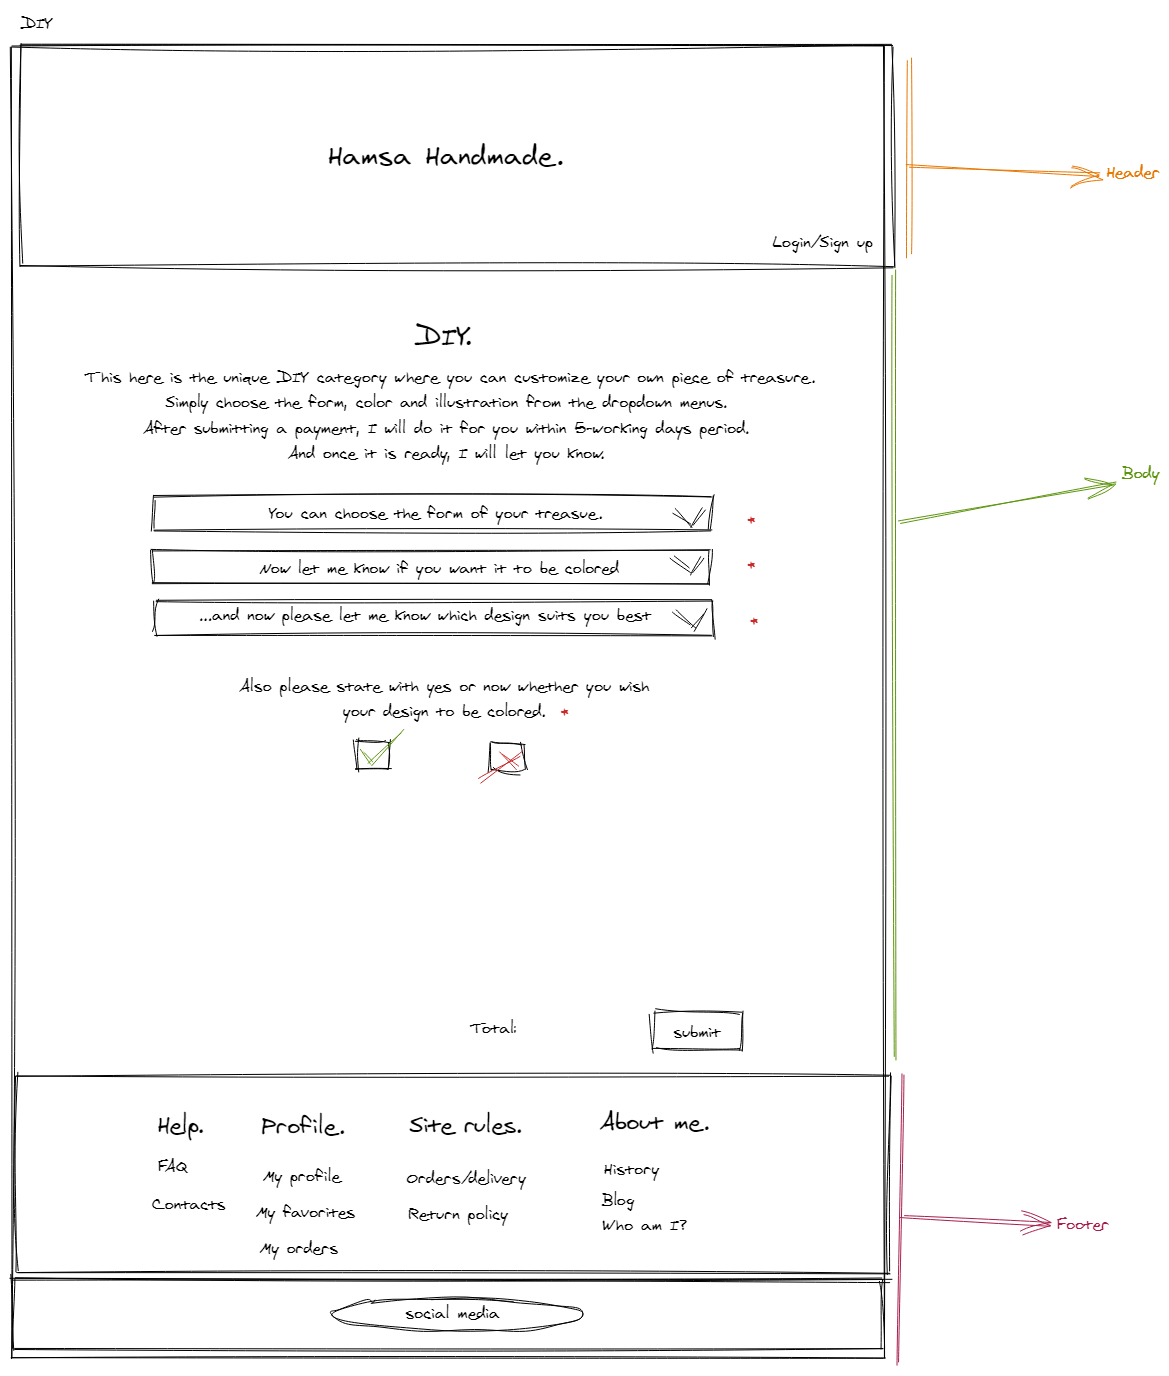 DIY
Hamsa Handmade.
Header
Login/Sign up
DIY.
This here is the unique DIY category where you can customize your own piece of treasure.
Simply choose the form, color and illustration from the dropdown menus.
After submitting a payment, I will do it for you within 5-working days period.
And once it is ready, I will let you know.
Body
You can choose the form of your treasue.
*
Now let me know if you want it to be colored
*
...and now please let me know which design suits you best
*
Also please state with yes or now whether you wish
your design to be colored. *
Total:
submit
Help.
FAQ
Contacts
Profile.
My profile
My favorites
My orders
Site rules.
Orders/delivery
Return policy
About me.
History
Blog
Who am I?
Footer
social media